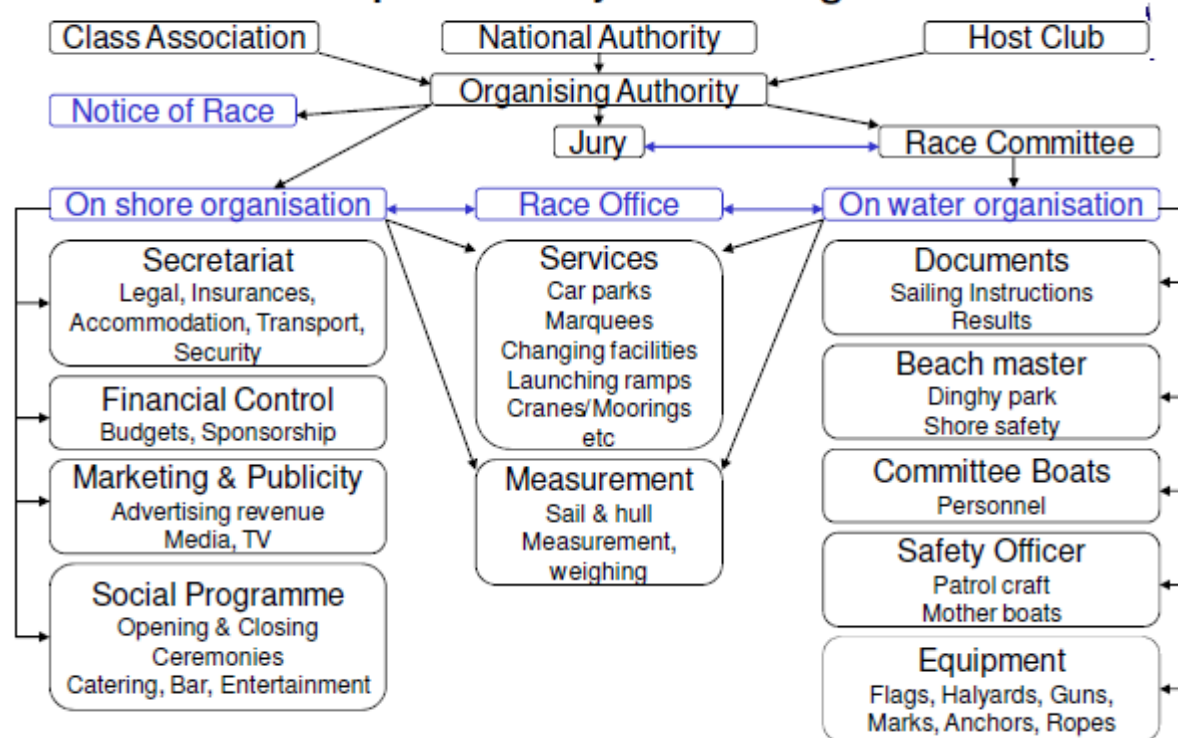 Class Association
National Authority
Host Club
Organising Authority
Notice of Race
Jury
Race Committee
On shore organisation
Race Office
On water organisation
Secretariat
Legal, Insurances,
Accommodation, Transport,
Security
Financial Control
Budgets, Sponsorship
Marketing & Publicity
Advertising revenue
Media, TV
Social Programme
Opening & Closing
Ceremonies
Catering, Bar, Entertainment
Services
Car parks
Marquees
Changing facilities
Launching ramps
Cranes/Moorings
etc
Measurement
Sail & hull
Measurement,
weighing
Documents
Sailing Instructions
Results
Beach master
Dinghy park
Shore safety
Committee Boats
Personnel
Safety Officer
Patrol craft
Mother boats
Equipment
Flags, Halyards, Guns,
Marks, Anchors, Ropes